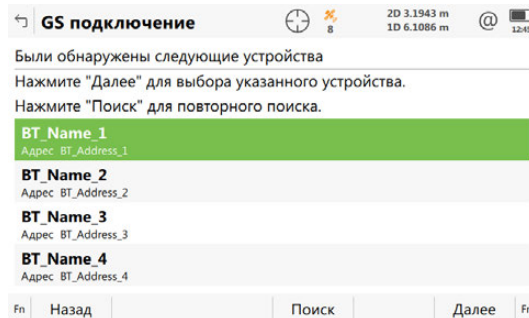 GS подключение
8
2D 3.1943 m
1D 6.1086 m
@
Были обнаружены следующие устройства
Нажмите "Далее" для выбора указанного устройства.
Нажмите "Поиск" для повторного поиска.
BT_Name_1
Адрес BT_Address_1
BT_Name_2
Адрес BT_Address_2
BT_Name_3
Адрес BT_Address_3
BT_Name_4
Адрес BT_Address_4
Fn Назад Поиск Далее